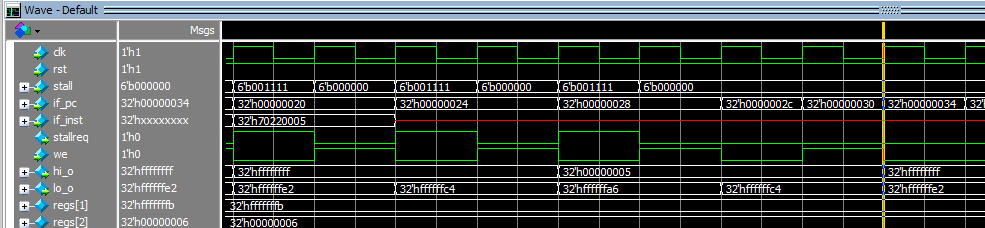 Wave - Default
Msgs
clk 1'h1
rst 1'h1
stall 6'b000000 6'b001111 6'b000000 6'b001111 6'b000000 6'b001111 6'b000000
if_pc 32'h00000034 32'h00000020 32'h00000024 32'h00000028 32'h0000002c 32'h00000030 32'h00000034
if_inst 32'hxxxxxxxx 32'h70220005
stallreq 1'h0
we 1'h0
hi_o 32'hffffffff 32'hffffffff 32'h00000005 32'hffffffff
lo_o 32'hffffffe2 32'hffffffe2 32'hffffffc4 32'hffffffa6 32'hffffffc4 32'hffffffe2
regs[1] 32'hfffffffb 32'hfffffffb
regs[2] 32'h00000006 32'h00000006